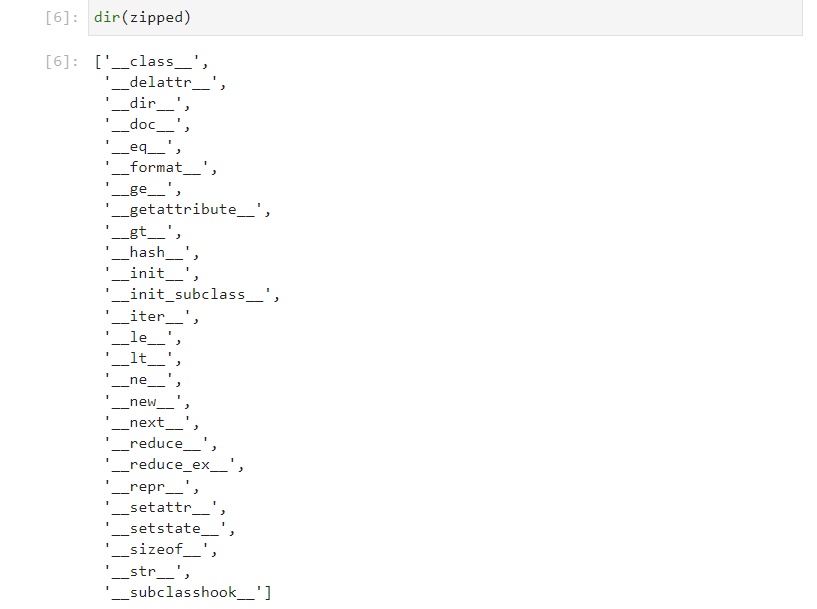 [6]: dir(zipped)
[6]: ['__class__',
'__delattr__',
'__dir__',
'__doc__',
'__eq__',
'__format__',
'__ge__',
'__getattribute__',
'__gt__',
'__hash__',
'__init__',
'__init_subclass__',
'__iter__',
'__le__',
'__lt__',
'__ne__',
'__new__',
'__next__',
'__reduce__',
'__reduce_ex__',
'__repr__',
'__setattr__',
'__setstate__',
'__sizeof__',
'__str__',
'__subclasshook__']